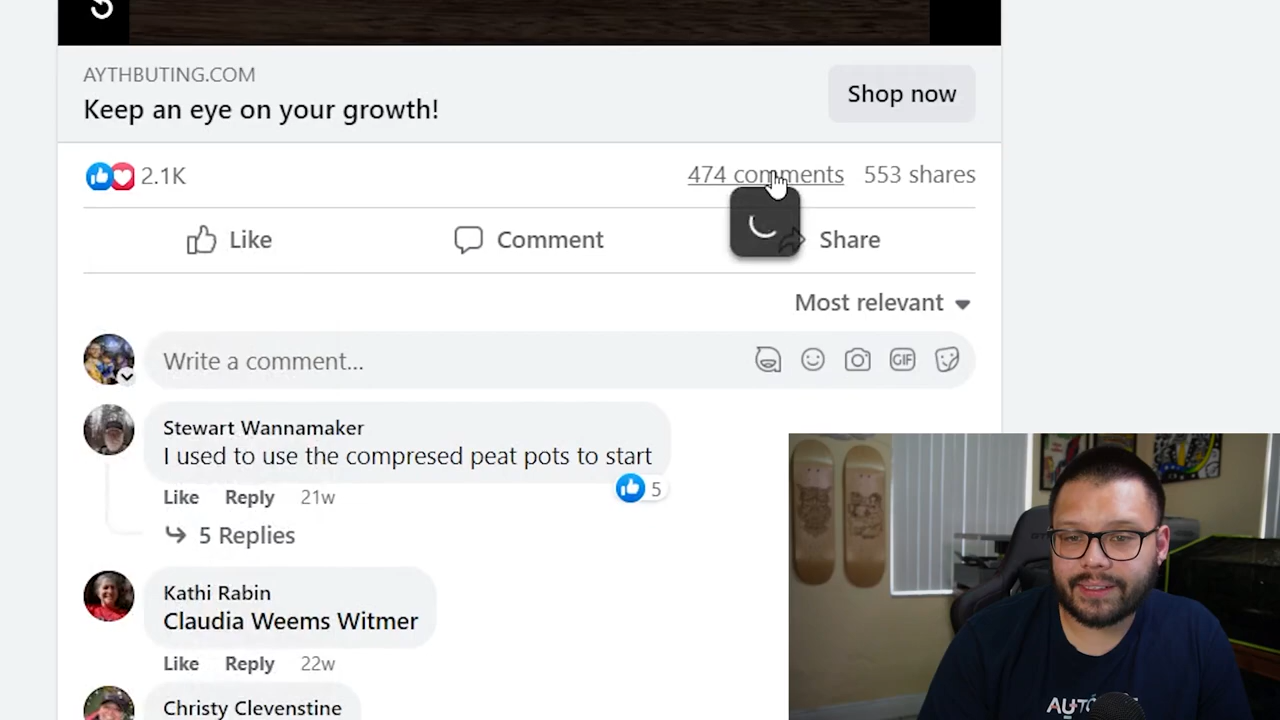 AYTHBUTING.COM
Keep an eye on your growth!
Shop now
2.1K
474 comments 553 shares
Like
Comment
Share
Most relevant
Write a comment...
GIF
Stewart Wannamaker
I used to use the compresed peat pots to start
5
Like Reply 21w
5 Replies
Kathi Rabin
Claudia Weems Witmer
Like Reply 22w
Christy Clevenstine